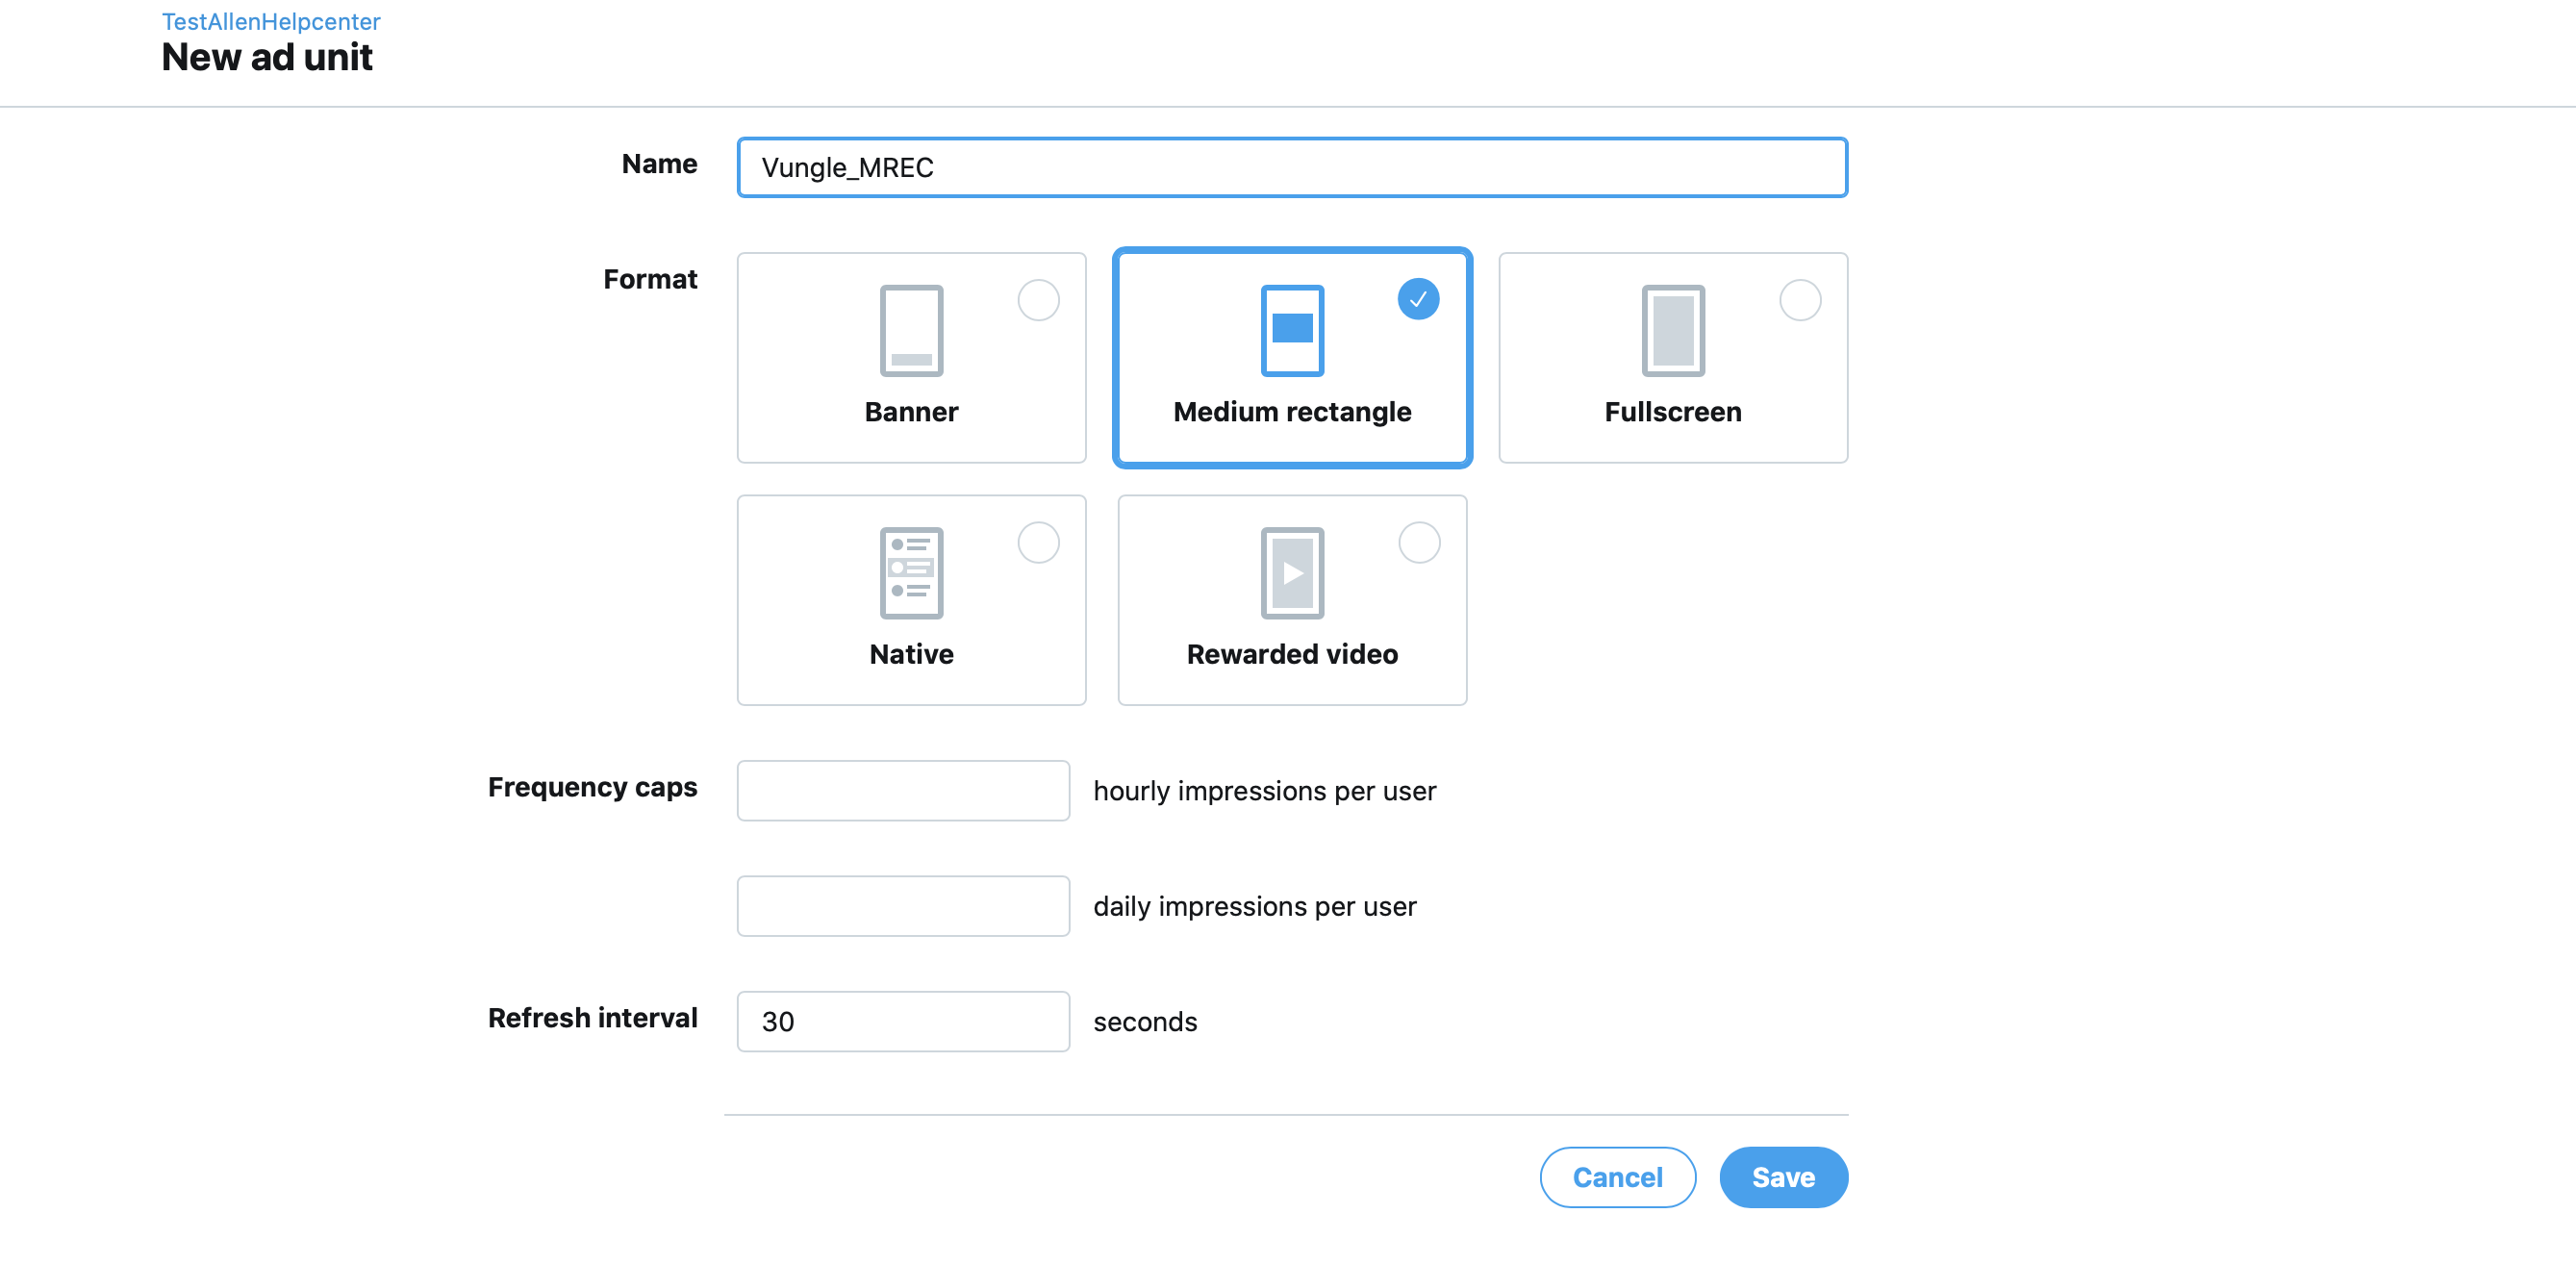 TestAllenHelpcenter
New ad unit
Name
Vungle_MREC
Format
Banner
Medium rectangle
Fullscreen
Native
Rewarded video
Frequency caps
hourly impressions per user
daily impressions per user
Refresh interval
30
seconds
Cancel
Save